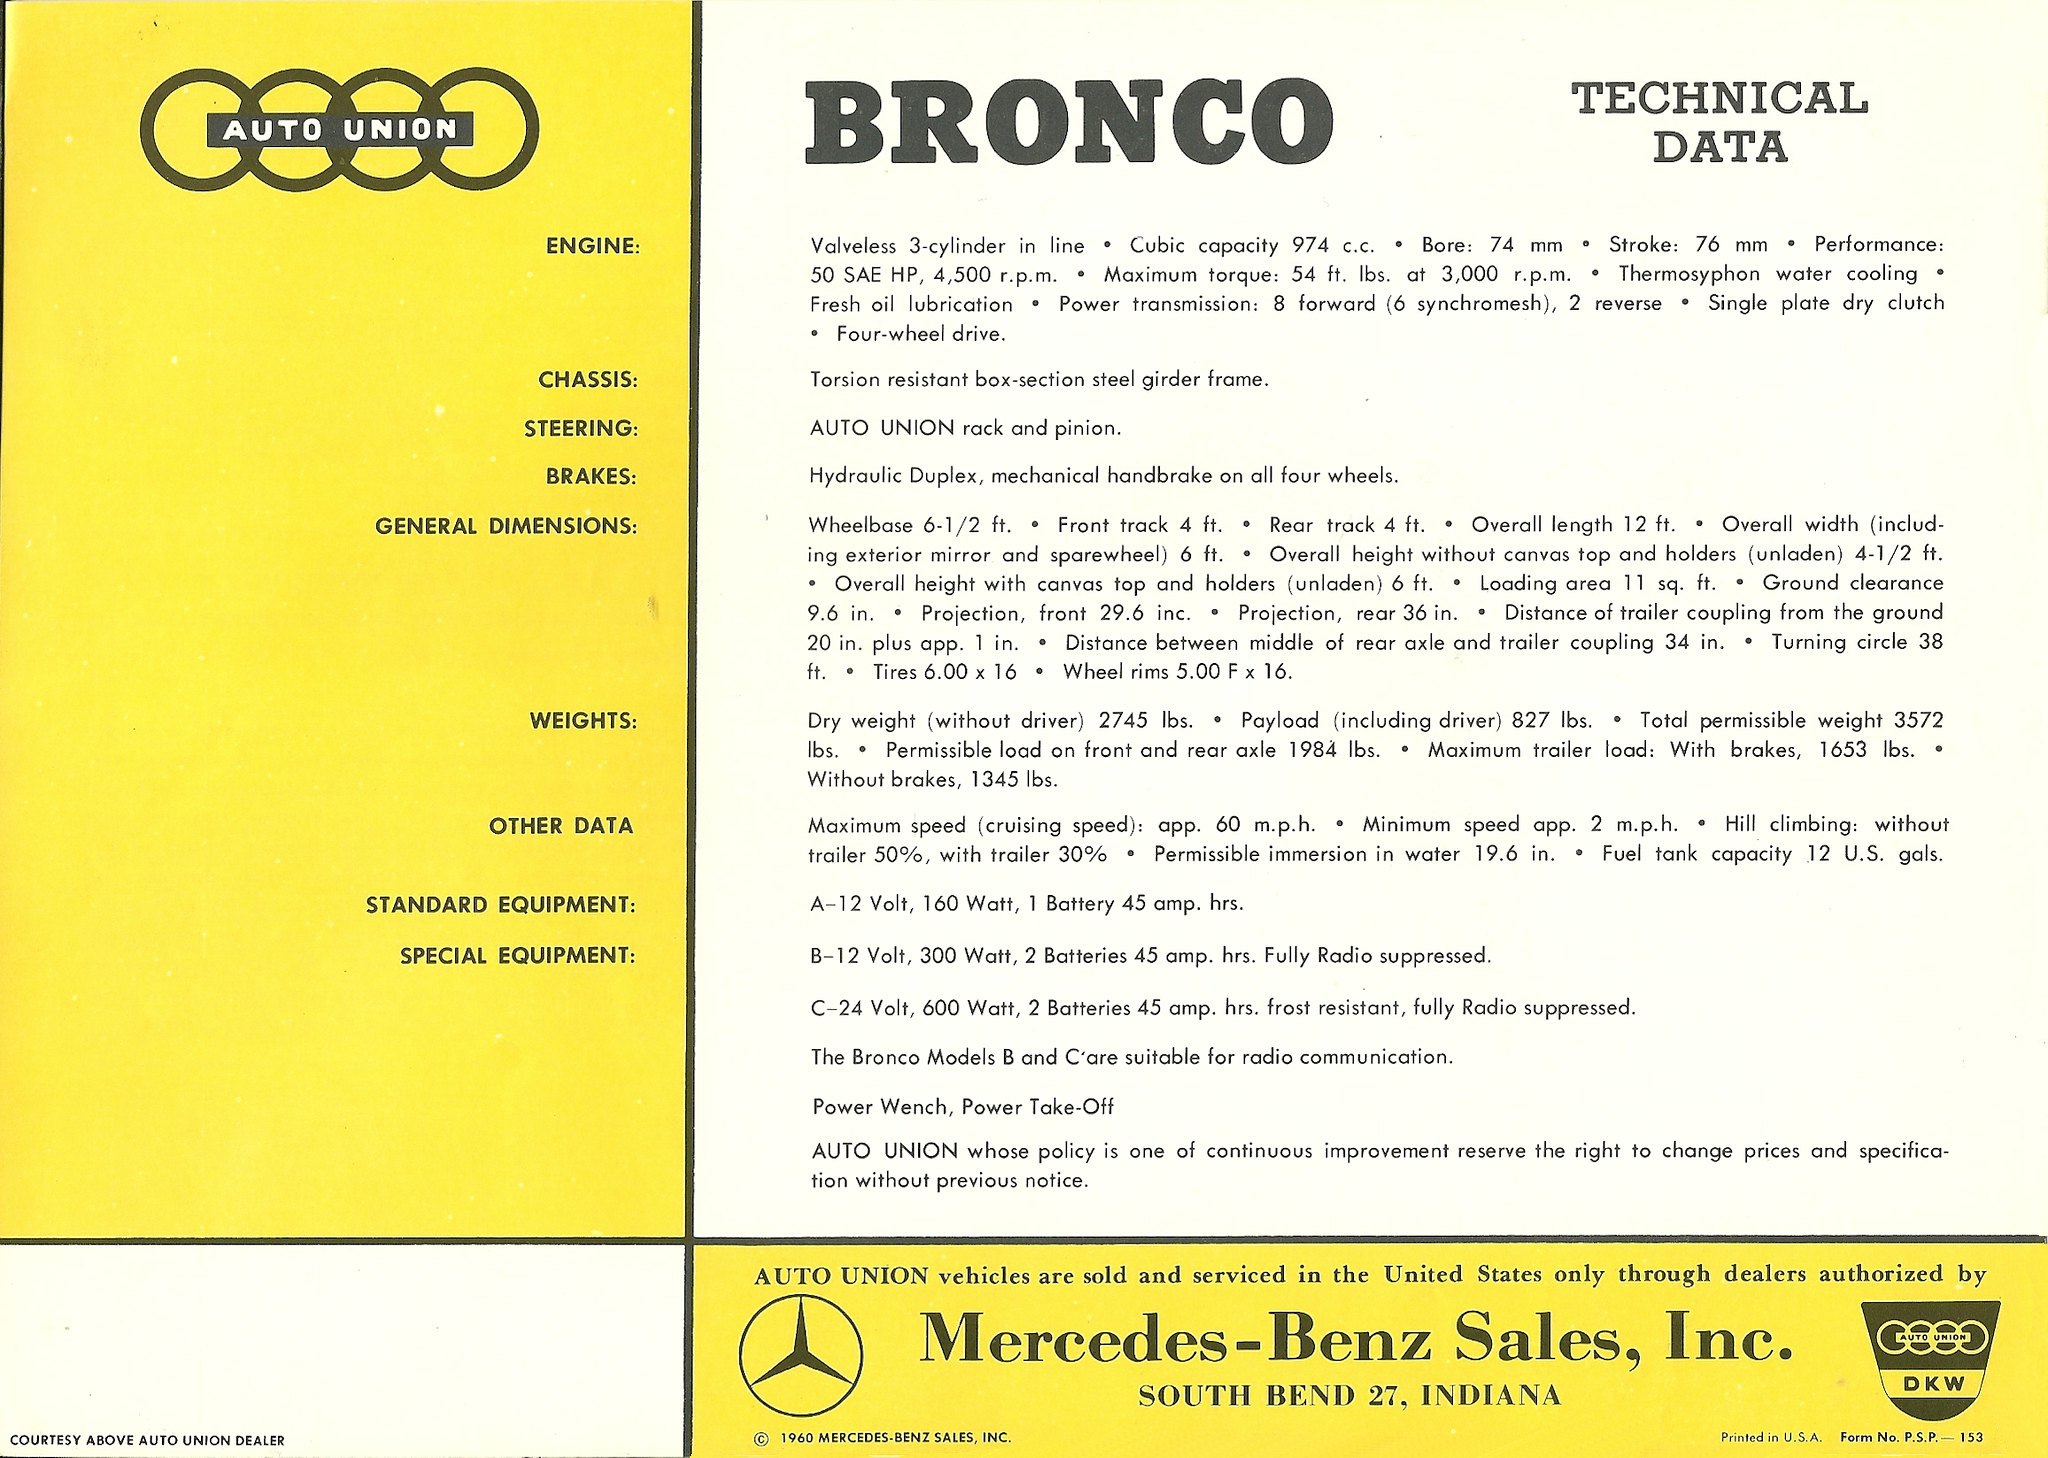 AUTO UNION
BRONCO
TECHNICAL
DATA
ENGINE:
Valveless 3-cylinder in line • Cubic capacity 974 c.c. • Bore: 74 mm • Stroke: 76 mm • Performance:
50 SAE HP, 4,500 r.p.m. • Maximum torque: 54 ft. lbs. at 3,000 r.p.m. • Thermosyphon water cooling •
Fresh oil lubrication • Power transmission: 8 forward (6 synchromesh), 2 reverse • Single plate dry clutch
• Four-wheel drive.
CHASSIS:
Torsion resistant box-section steel girder frame.
STEERING:
AUTO UNION rack and pinion.
BRAKES:
Hydraulic Duplex, mechanical handbrake on all four wheels.
GENERAL DIMENSIONS:
Wheelbase 6-1/2 ft. • Front track 4 ft. • Rear track 4 ft. • Overall length 12 ft. • Overall width (includ-
ing exterior mirror and sparewheel) 6 ft. • Overall height without canvas top and holders (unladen) 4-1/2 ft.
• Overall height with canvas top and holders (unladen) 6 ft. • Loading area 11 sq. ft. • Ground clearance
9.6 in. • Projection, front 29.6 inc. • Projection, rear 36 in. • Distance of trailer coupling from the ground
20 in. plus app. 1 in. • Distance between middle of rear axle and trailer coupling 34 in. • Turning circle 38
ft. • Tires 6.00 x 16 • Wheel rims 5.00 F x 16.
WEIGHTS:
Dry weight (without driver) 2745 lbs. • Payload (including driver) 827 lbs. • Total permissible weight 3572
lbs. • Permissible load on front and rear axle 1984 lbs. • Maximum trailer load: With brakes, 1653 lbs. •
Without brakes, 1345 lbs.
OTHER DATA
Maximum speed (cruising speed): app. 60 m.p.h. • Minimum speed app. 2 m.p.h. • Hill climbing: without
trailer 50%, with trailer 30% • Permissible immersion in water 19.6 in. • Fuel tank capacity 12 U.S. gals.
STANDARD EQUIPMENT:
A–12 Volt, 160 Watt, 1 Battery 45 amp. hrs.
SPECIAL EQUIPMENT:
B–12 Volt, 300 Watt, 2 Batteries 45 amp. hrs. Fully Radio suppressed.
C–24 Volt, 600 Watt, 2 Batteries 45 amp. hrs. frost resistant, fully Radio suppressed.
The Bronco Models B and C are suitable for radio communication.
Power Wench, Power Take-Off
AUTO UNION whose policy is one of continuous improvement reserve the right to change prices and specifica-
tion without previous notice.
AUTO UNION vehicles are sold and serviced in the United States only through dealers authorized by
Mercedes-Benz Sales, Inc.
SOUTH BEND 27, INDIANA
AUTO UNION
DKW
COURTESY ABOVE AUTO UNION DEALER
© 1960 MERCEDES-BENZ SALES, INC.
Printed in U.S.A. Form No. P.S.P.— 153